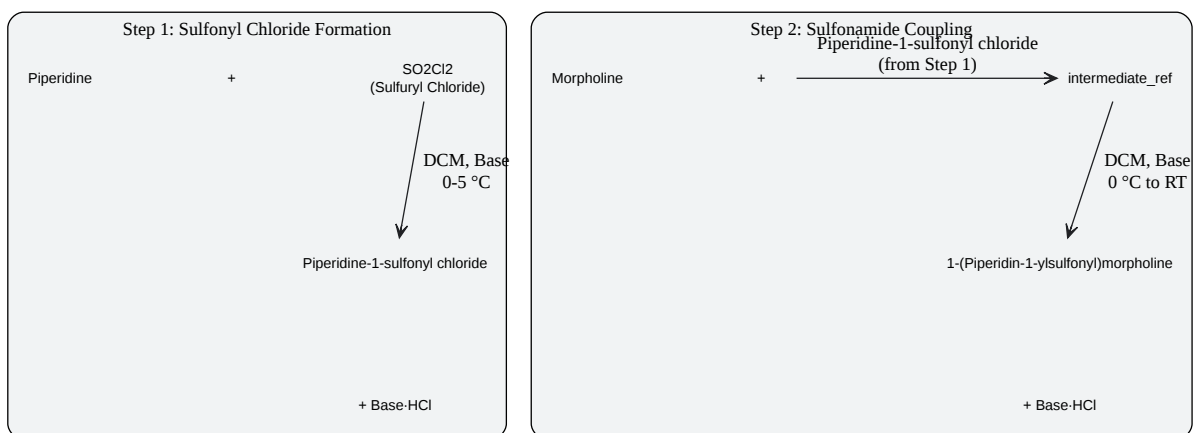 Step 1: Sulfonyl Chloride Formation
Piperidine
+
SO2Cl2
(Sulfuryl Chloride)
DCM, Base
0-5 °C
Piperidine-1-sulfonyl chloride
+ Base·HCl
Step 2: Sulfonamide Coupling
Piperidine-1-sulfonyl chloride
(from Step 1)
Morpholine
+
intermediate_ref
DCM, Base
0 °C to RT
1-(Piperidin-1-ylsulfonyl)morpholine
+ Base·HCl